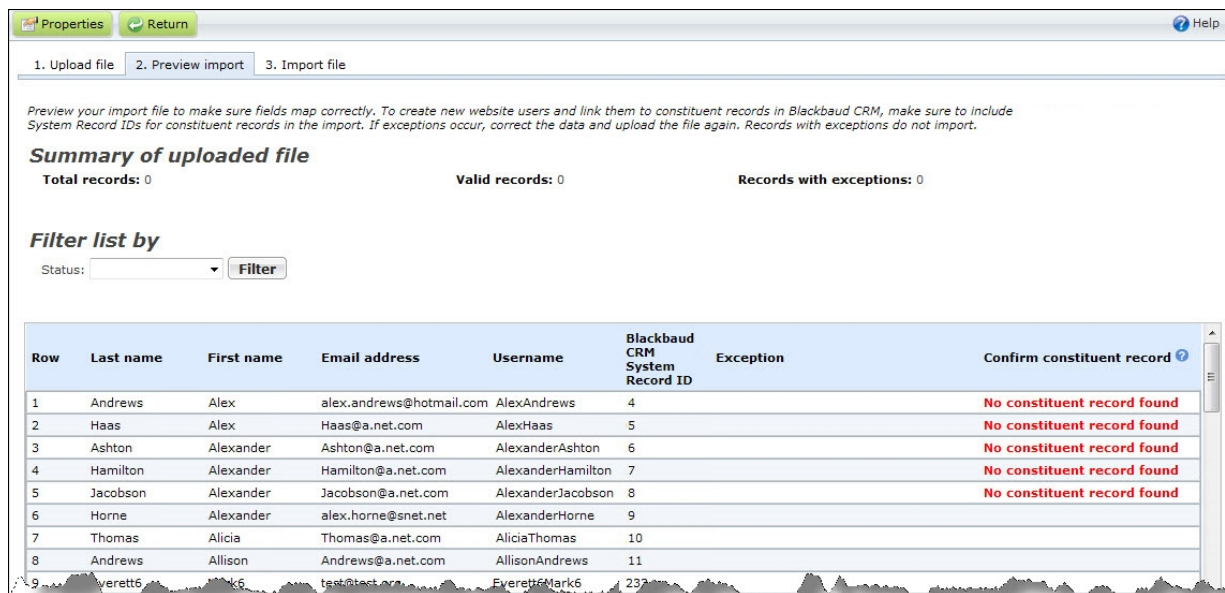 Properties Return Help
1. Upload file 2. Preview import 3. Import file
Preview your import file to make sure fields map correctly. To create new website users and link them to constituent records in Blackbaud CRM, make sure to include
System Record IDs for constituent records in the import. If exceptions occur, correct the data and upload the file again. Records with exceptions do not import.
Summary of uploaded file
Total records: 0 Valid records: 0 Records with exceptions: 0
Filter list by
Status: Filter
Row Last name First name Email address Username Blackbaud CRM System Record ID Exception Confirm constituent record
1 Andrews Alex alex.andrews@hotmail.com AlexAndrews 4 No constituent record found
2 Haas Alex Haas@a.net.com AlexHaas 5 No constituent record found
3 Ashton Alexander Ashton@a.net.com AlexanderAshton 6 No constituent record found
4 Hamilton Alexander Hamilton@a.net.com AlexanderHamilton 7 No constituent record found
5 Jacobson Alexander Jacobson@a.net.com AlexanderJacobson 8 No constituent record found
6 Horne Alexander alex.horne@snet.net AlexanderHorne 9
7 Thomas Alicia Thomas@a.net.com AliciaThomas 10
8 Andrews Allison Andrews@a.net.com AllisonAndrews 11
9 Everett6 test@test.org Everett6Mark6